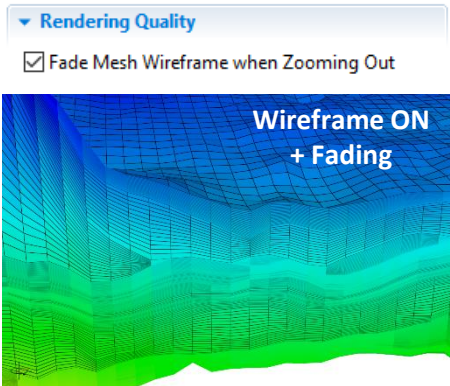 Rendering Quality
Fade Mesh Wireframe when Zooming Out
Wireframe ON
+ Fading